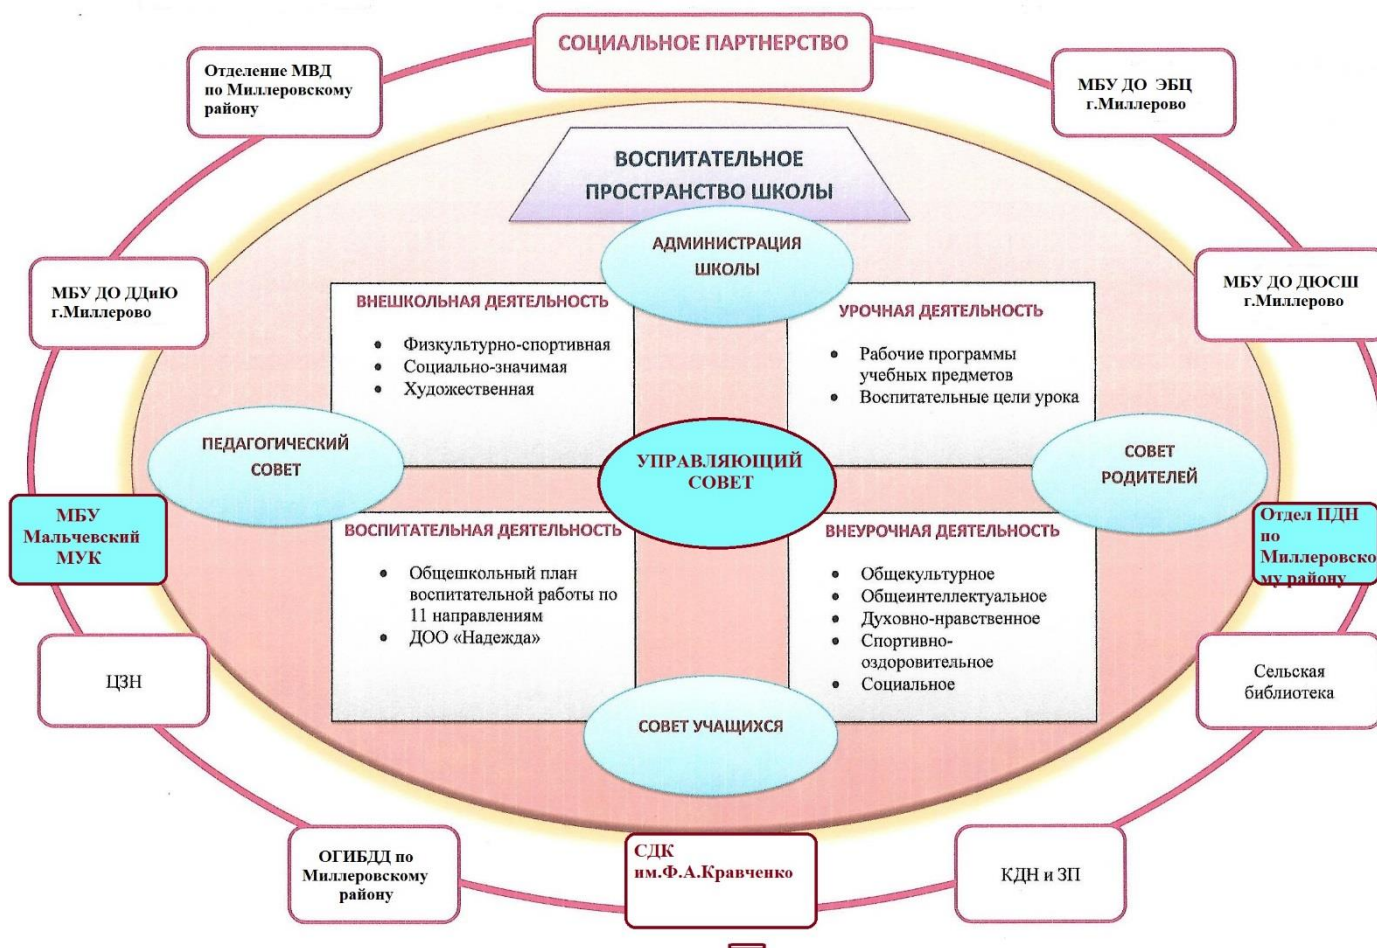 СОЦИАЛЬНОЕ ПАРТНЕРСТВО
Отделение МВД
по Миллеровскому
району
МБУ ДО ЭБЦ
г.Миллерово
ВОСПИТАТЕЛЬНОЕ
ПРОСТРАНСТВО ШКОЛЫ
АДМИНИСТРАЦИЯ
ШКОЛЫ
МБУ ДО ДДиЮ
г.Миллерово
МБУ ДО ДЮСШ
г.Миллерово
ВНЕШКОЛЬНАЯ ДЕЯТЕЛЬНОСТЬ
• Физкультурно-спортивная
• Социально-значимая
• Художественная
УРОЧНАЯ ДЕЯТЕЛЬНОСТЬ
• Рабочие программы
учебных предметов
• Воспитательные цели урока
ПЕДАГОГИЧЕСКИЙ
СОВЕТ
УПРАВЛЯЮЩИЙ
СОВЕТ
СОВЕТ
РОДИТЕЛЕЙ
МБУ
Мальчевский
МУК
Отдел ПДН
по
Миллеровско
му району
ВОСПИТАТЕЛЬНАЯ ДЕЯТЕЛЬНОСТЬ
• Общешкольный план
воспитательной работы по
11 направлениям
• ДОО «Надежда»
ВНЕУРОЧНАЯ ДЕЯТЕЛЬНОСТЬ
• Общекультурное
• Общеинтеллектуальное
• Духовно-нравственное
• Спортивно-
оздоровительное
• Социальное
ЦЗН
Сельская
библиотека
СОВЕТ УЧАЩИХСЯ
ОГИБДД по
Миллеровскому
району
СДК
им.Ф.А.Кравченко
КДН и ЗП